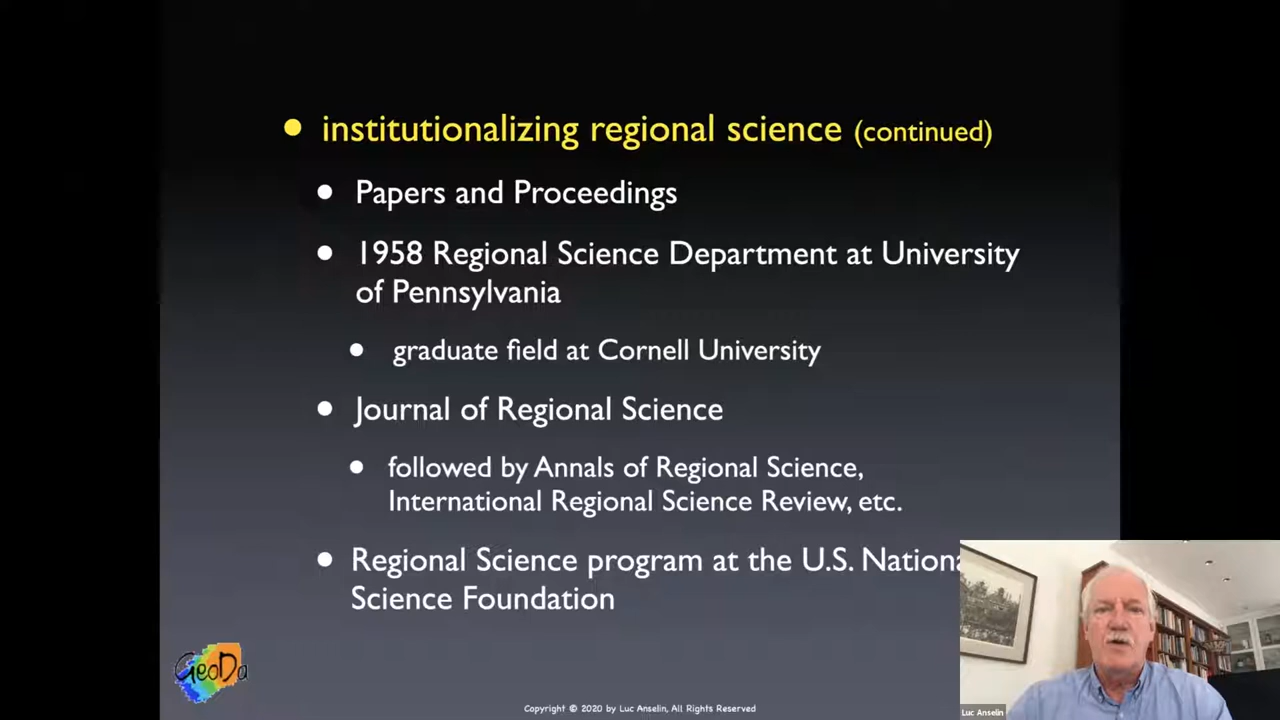 institutionalizing regional science (continued)
Papers and Proceedings
1958 Regional Science Department at University
of Pennsylvania
graduate field at Cornell University
Journal of Regional Science
followed by Annals of Regional Science,
International Regional Science Review, etc.
Regional Science program at the U.S. Nationa
Science Foundation
GeoDa
Copyright © 2020 by Luc Anselin, All Rights Reserved
Luc Anselin